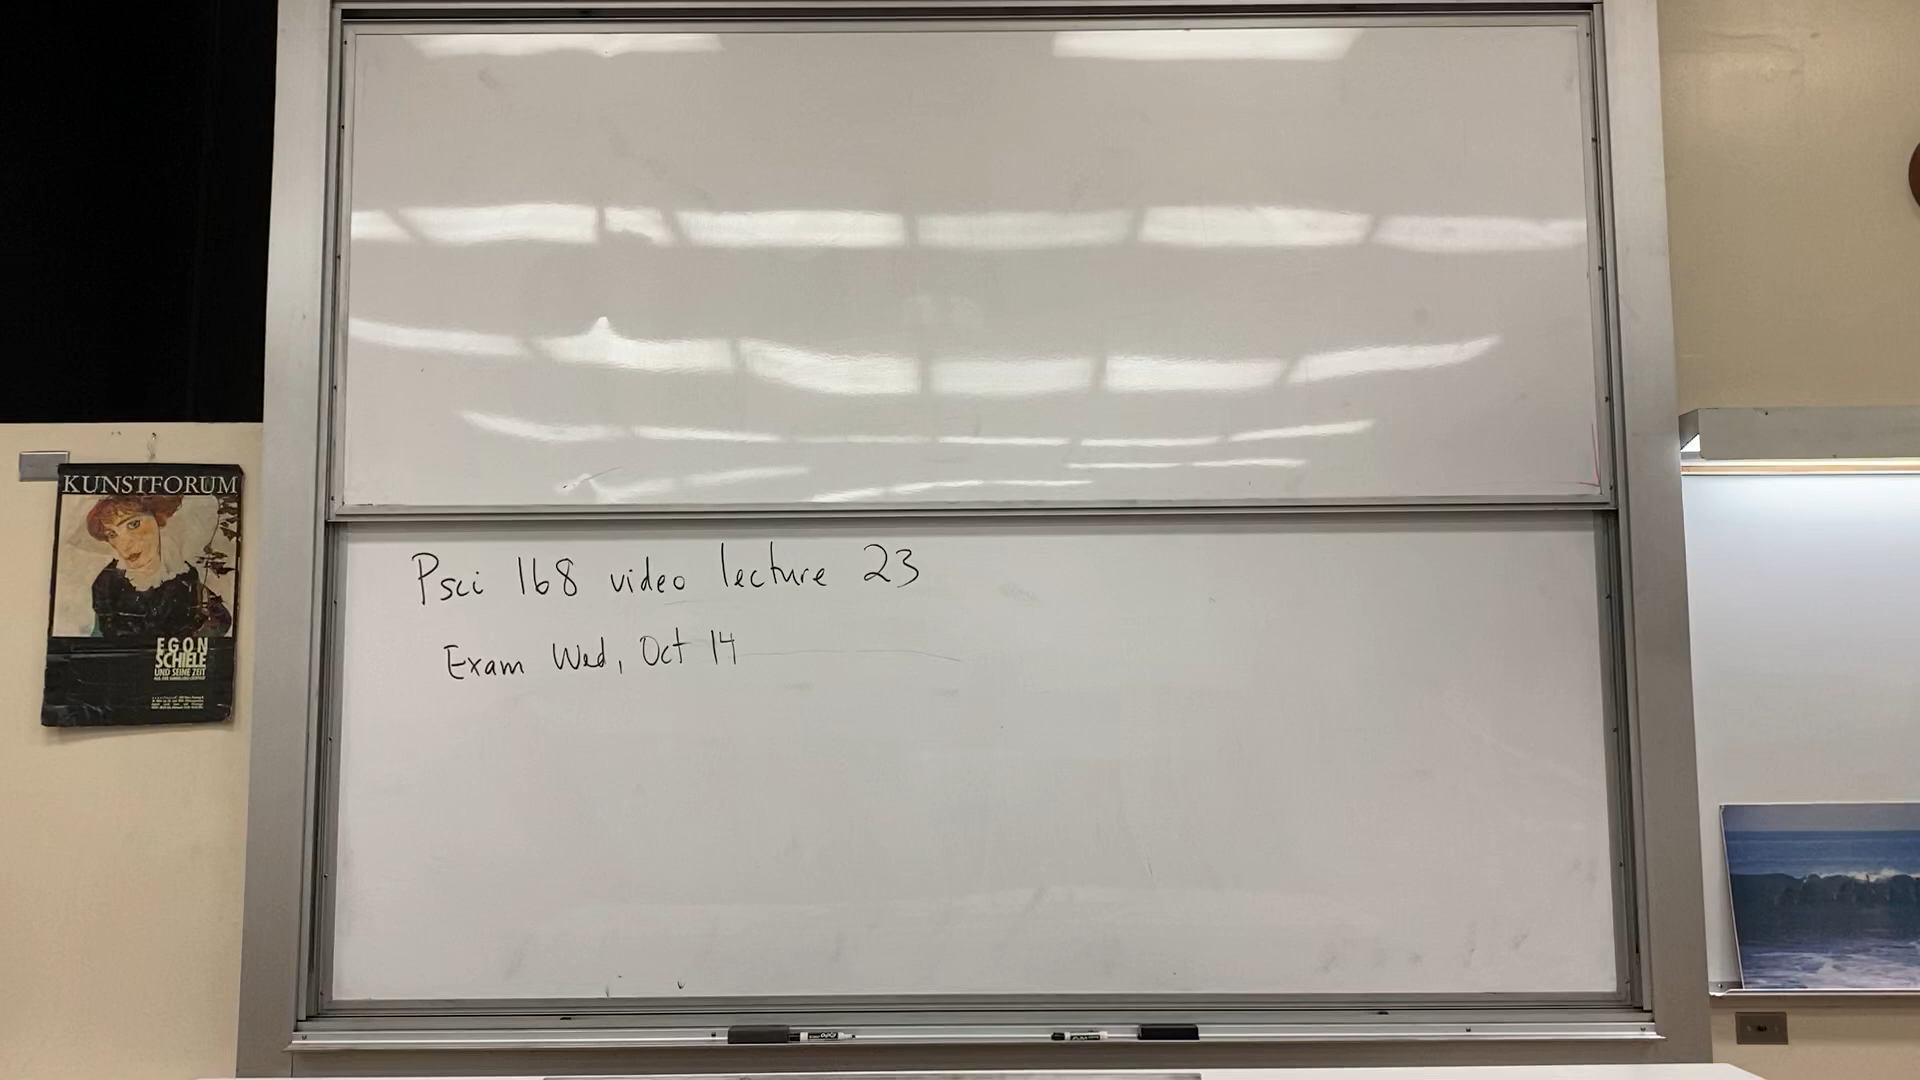 KUNSTFORUM
EGON
SCHIELE
UND SEINE ZEIT
Psci 168 video lecture 23
Exam Wed, Oct 14